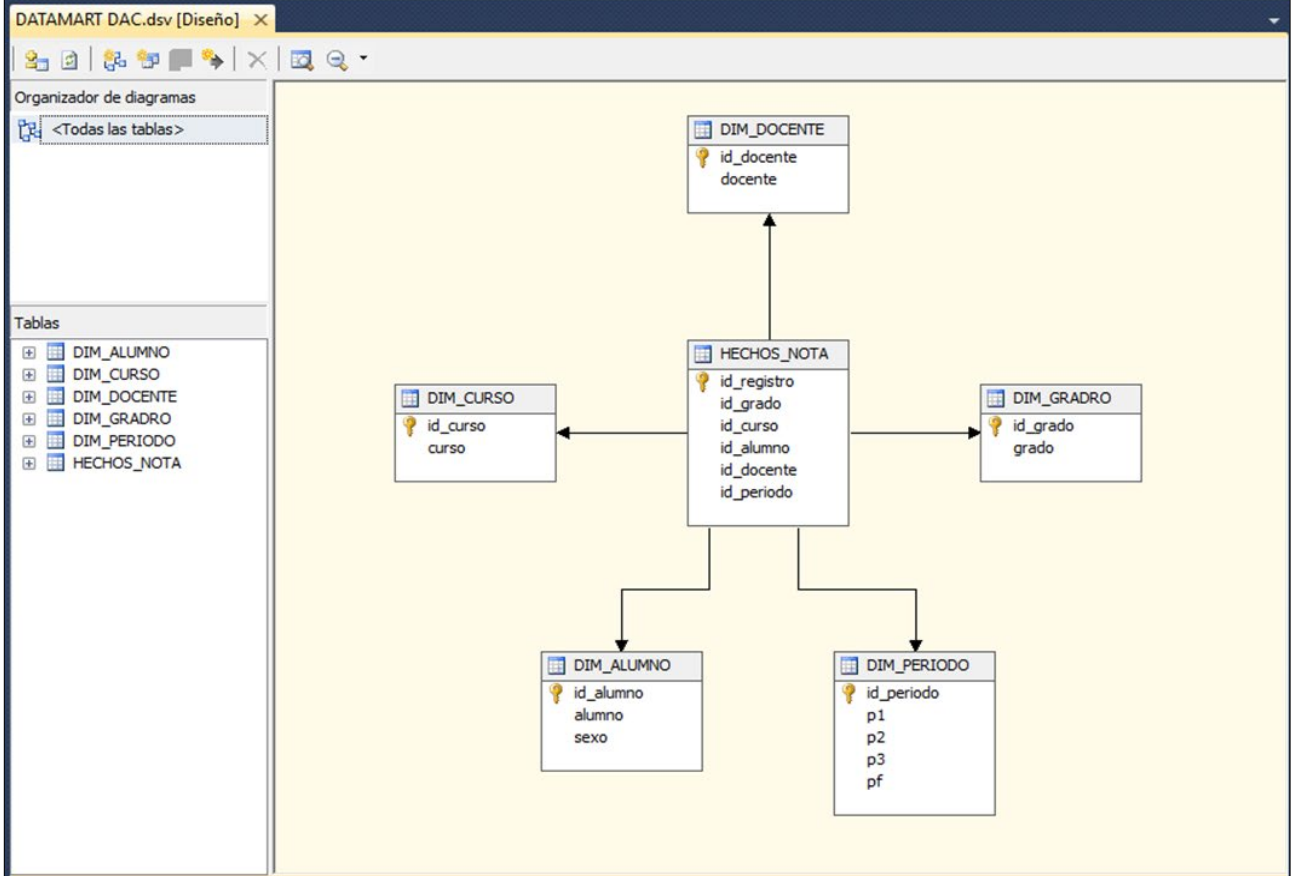 DATAMART DAC.dsv [Diseño]
Organizador de diagramas
<Todas las tablas>
Tablas
DIM_ALUMNO
DIM_CURSO
DIM_DOCENTE
DIM_GRADRO
DIM_PERIODO
HECHOS_NOTA
DIM_DOCENTE
id_docente
docente
HECHOS_NOTA
id_registro
id_grado
id_curso
id_alumno
id_docente
id_periodo
DIM_CURSO
id_curso
curso
DIM_GRADRO
id_grado
grado
DIM_ALUMNO
id_alumno
alumno
sexo
DIM_PERIODO
id_periodo
p1
p2
p3
pf